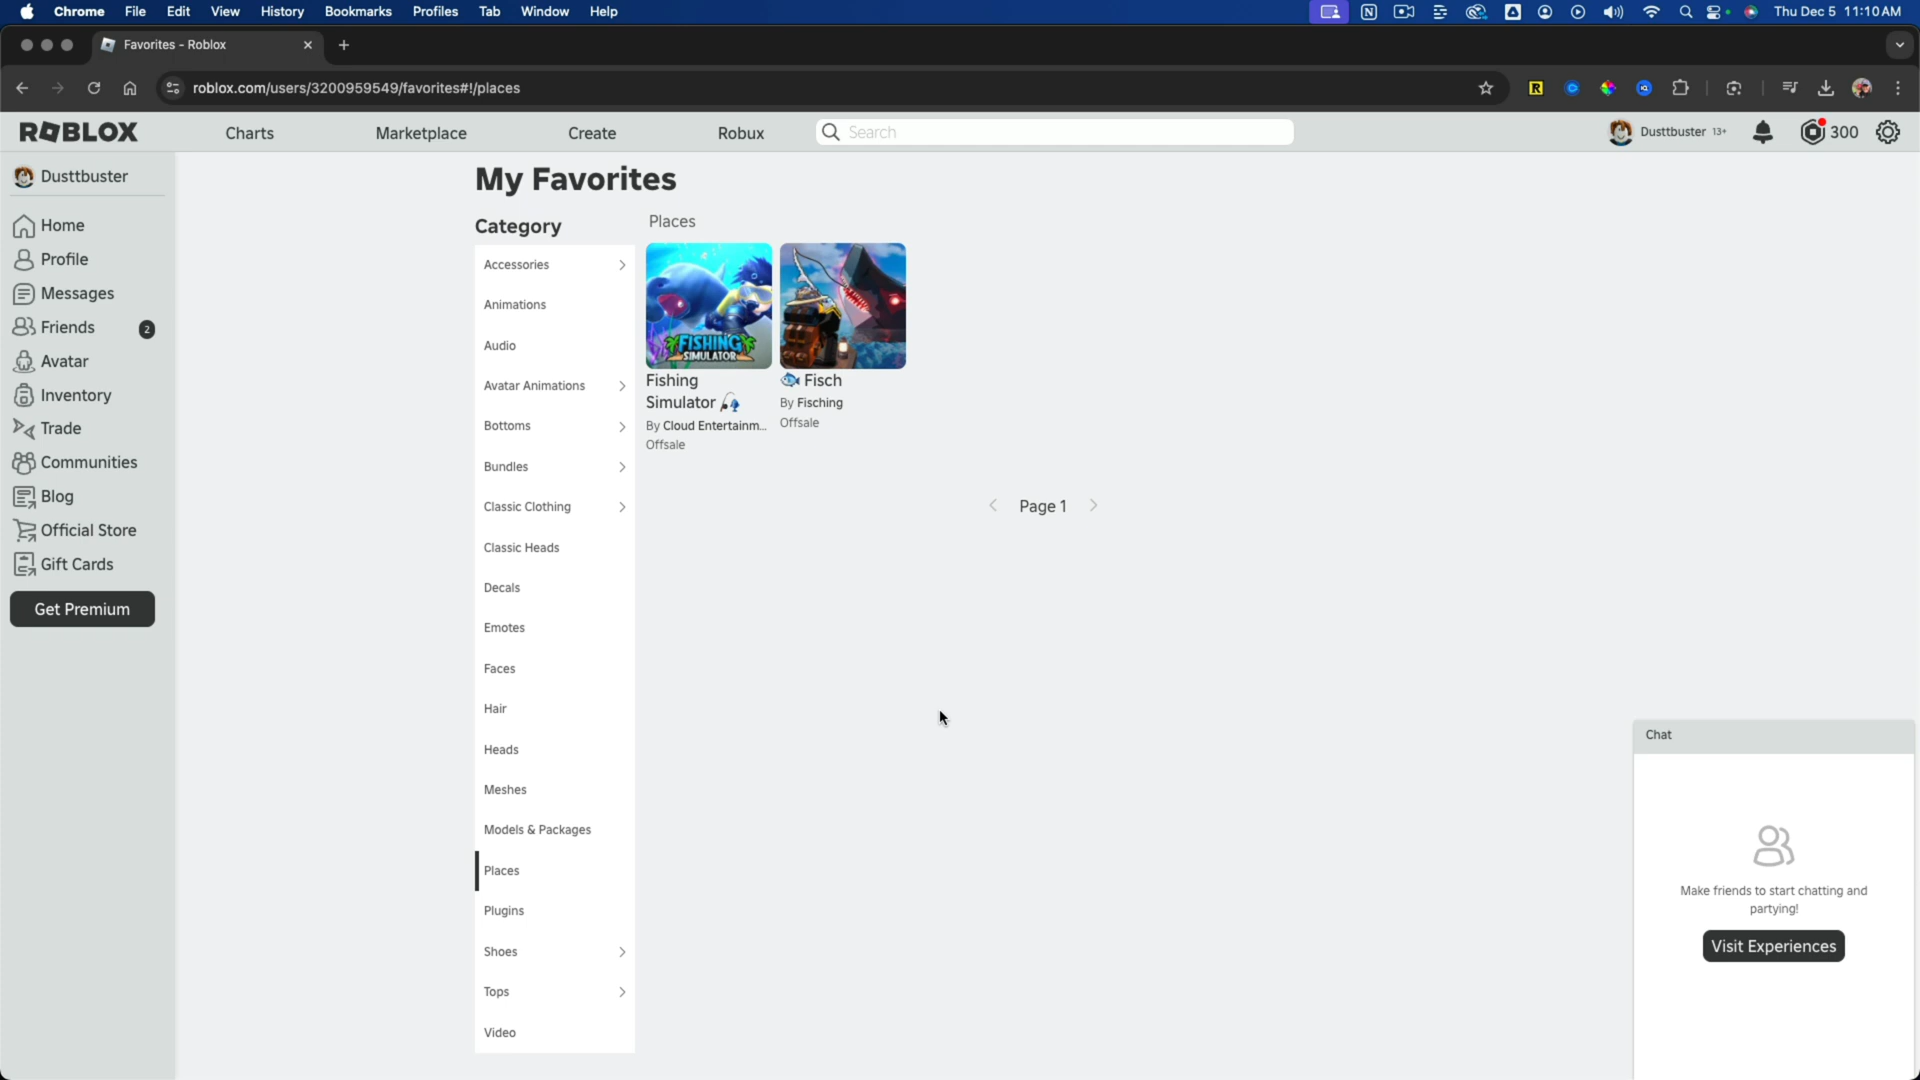 Chrome File Edit View History Bookmarks Profiles Tab Window Help
Thu Dec 5 11:10 AM
Favorites - Roblox
roblox.com/users/3200959549/favorites#!/places
ROBLOX Charts Marketplace Create Robux Search Dusttbuster 13+ 300
Dusttbuster
Home
Profile
Messages
Friends 2
Avatar
Inventory
Trade
Communities
Blog
Official Store
Gift Cards
Get Premium
My Favorites
Category
Accessories
Animations
Audio
Avatar Animations
Bottoms
Bundles
Classic Clothing
Classic Heads
Decals
Emotes
Faces
Hair
Heads
Meshes
Models & Packages
Places
Plugins
Shoes
Tops
Video
Places
FISHING
SIMULATOR
Fishing
Simulator 🎣
By Cloud Entertainm...
Offsale
🐟 Fisch
By Fisching
Offsale
Page 1
Chat
Make friends to start chatting and
partying!
Visit Experiences